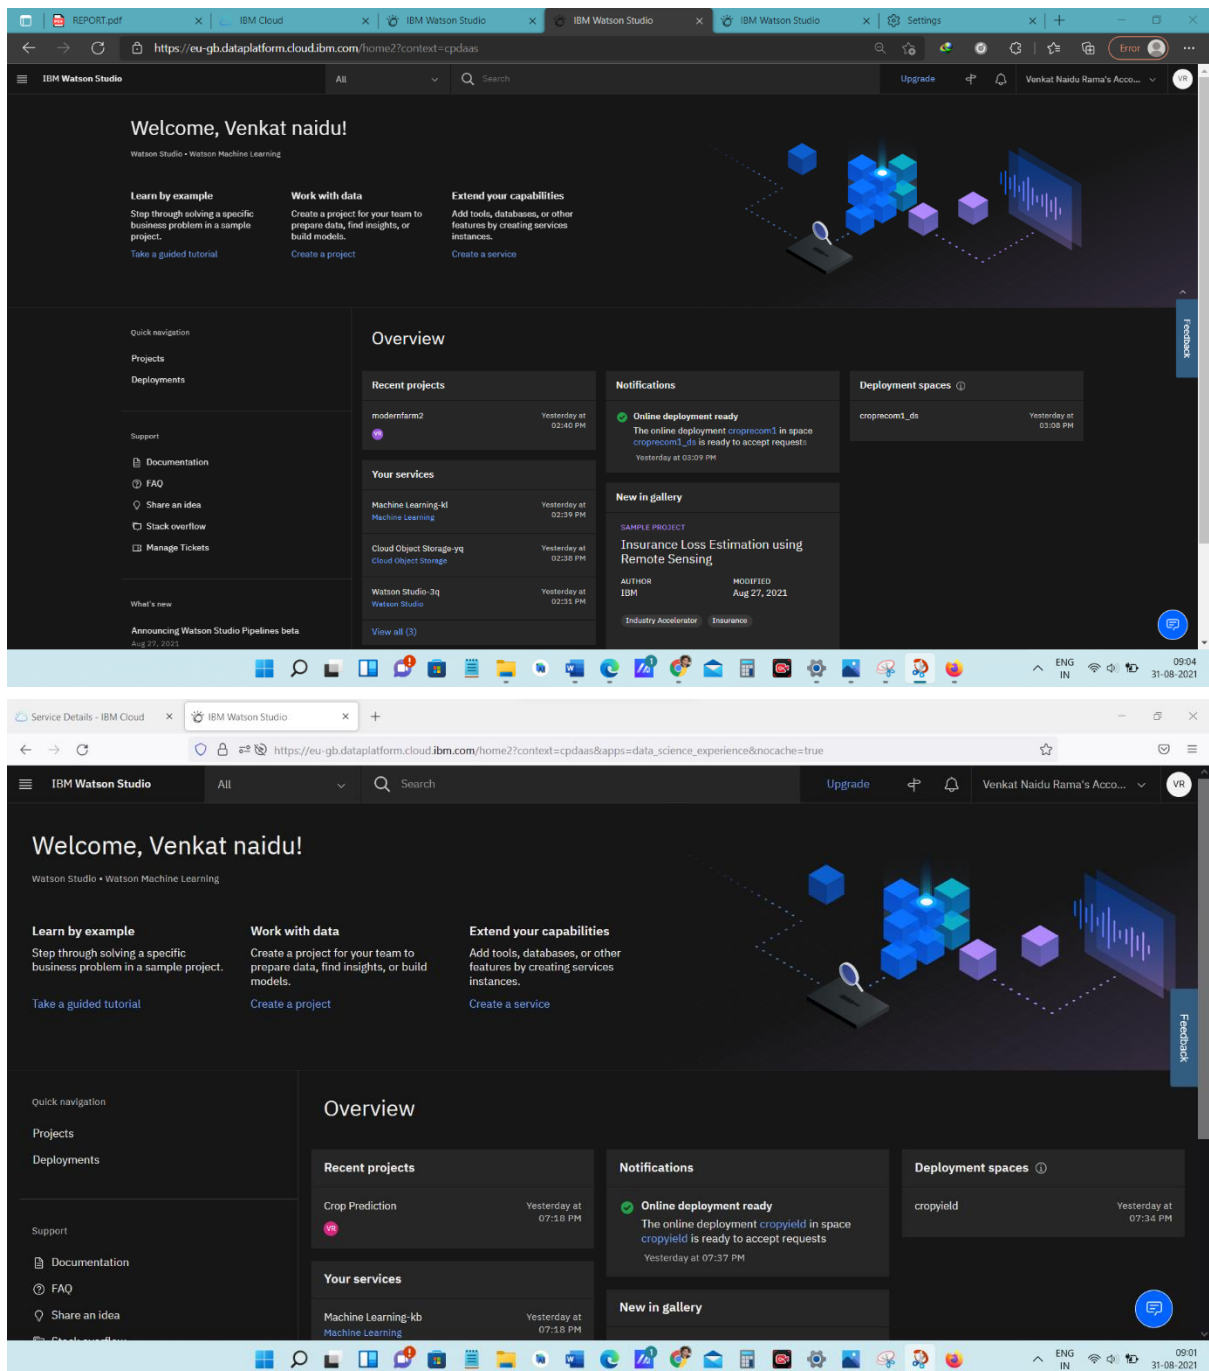 REPORT.pdf
IBM Cloud
IBM Watson Studio
IBM Watson Studio
IBM Watson Studio
Settings
https://eu-gb.dataplatform.cloud.ibm.com/home2?context=cpdaas
Error
IBM Watson Studio
All
Search
Upgrade
Venkat Naidu Rama's Acco...
VR
Welcome, Venkat naidu!
Watson Studio • Watson Machine Learning
Learn by example
Step through solving a specific
business problem in a sample
project.
Take a guided tutorial
Work with data
Create a project for your team to
prepare data, find insights, or
build models.
Create a project
Extend your capabilities
Add tools, databases, or other
features by creating services
instances.
Create a service
Feedback
Quick navigation
Projects
Deployments
Support
Documentation
FAQ
Share an idea
Stack overflow
Manage Tickets
What's new
Announcing Watson Studio Pipelines beta
Aug 27, 2021
Overview
Recent projects
modernfarm2
Yesterday at
02:40 PM
VR
Your services
Machine Learning-kl
Machine Learning
Yesterday at
02:39 PM
Cloud Object Storage-yq
Cloud Object Storage
Yesterday at
02:38 PM
Watson Studio-3q
Watson Studio
Yesterday at
02:31 PM
View all (3)
Notifications
Online deployment ready
The online deployment croprecom1 in space
croprecom1_ds is ready to accept requests
Yesterday at 03:09 PM
New in gallery
SAMPLE PROJECT
Insurance Loss Estimation using
Remote Sensing
AUTHOR
IBM
MODIFIED
Aug 27, 2021
Industry Accelerator
Insurance
Deployment spaces
croprecom1_ds
Yesterday at
03:08 PM
ENG
IN
09:04
31-08-2021
Service Details - IBM Cloud
IBM Watson Studio
https://eu-gb.dataplatform.cloud.ibm.com/home2?context=cpdaas&apps=data_science_experience&nocache=true
IBM Watson Studio
All
Search
Upgrade
Venkat Naidu Rama's Acco...
VR
Welcome, Venkat naidu!
Watson Studio • Watson Machine Learning
Learn by example
Step through solving a specific
business problem in a sample project.
Take a guided tutorial
Work with data
Create a project for your team to
prepare data, find insights, or build
models.
Create a project
Extend your capabilities
Add tools, databases, or other
features by creating services
instances.
Create a service
Feedback
Quick navigation
Projects
Deployments
Support
Documentation
FAQ
Share an idea
Stack overflow
Overview
Recent projects
Crop Prediction
Yesterday at
07:18 PM
VR
Your services
Machine Learning-kb
Machine Learning
Yesterday at
07:18 PM
Notifications
Online deployment ready
The online deployment cropyield in space
cropyield is ready to accept requests
Yesterday at 07:37 PM
New in gallery
Deployment spaces
cropyield
Yesterday at
07:34 PM
ENG
IN
09:01
31-08-2021